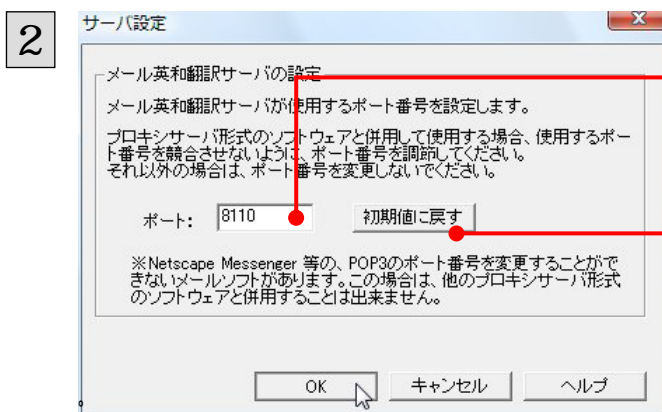 2
サーバ設定
メール英和翻訳サーバの設定
メール英和翻訳サーバが使用するポート番号を設定します。
プロキシサーバ形式のソフトウェアと併用して使用する場合、使用するポー
ト番号を競合させないように、ポート番号を調節してください。
それ以外の場合は、ポート番号を変更しないでください。
ポート: 8110 初期値に戻す
※Netscape Messenger 等の、POP3のポート番号を変更することがで
きないメールソフトがあります。この場合は、他のプロキシサーバ形式
のソフトウェアと併用することは出来ません。
OK キャンセル ヘルプ